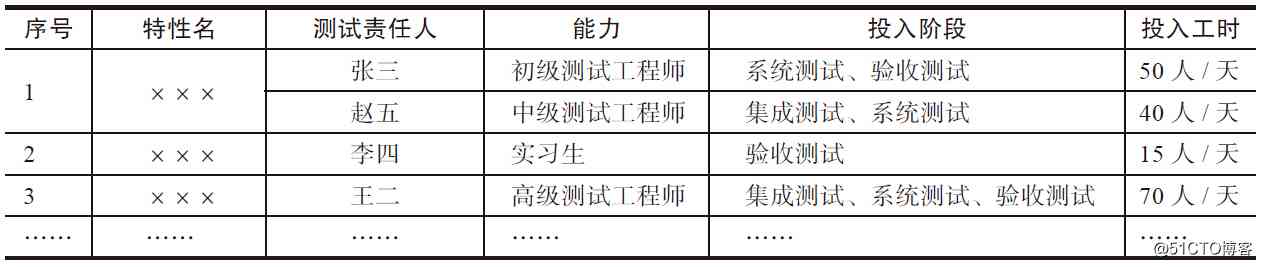 序号 特性名 测试责任人 能力 投入阶段 投入工时
1 ××× 张三 初级测试工程师 系统测试、验收测试 50 人 / 天
赵五 中级测试工程师 集成测试、系统测试 40 人 / 天
2 ××× 李四 实习生 验收测试 15 人 / 天
3 ××× 王二 高级测试工程师 集成测试、系统测试、验收测试 70 人 / 天
…… …… …… …… …… ……
@51CTO博客